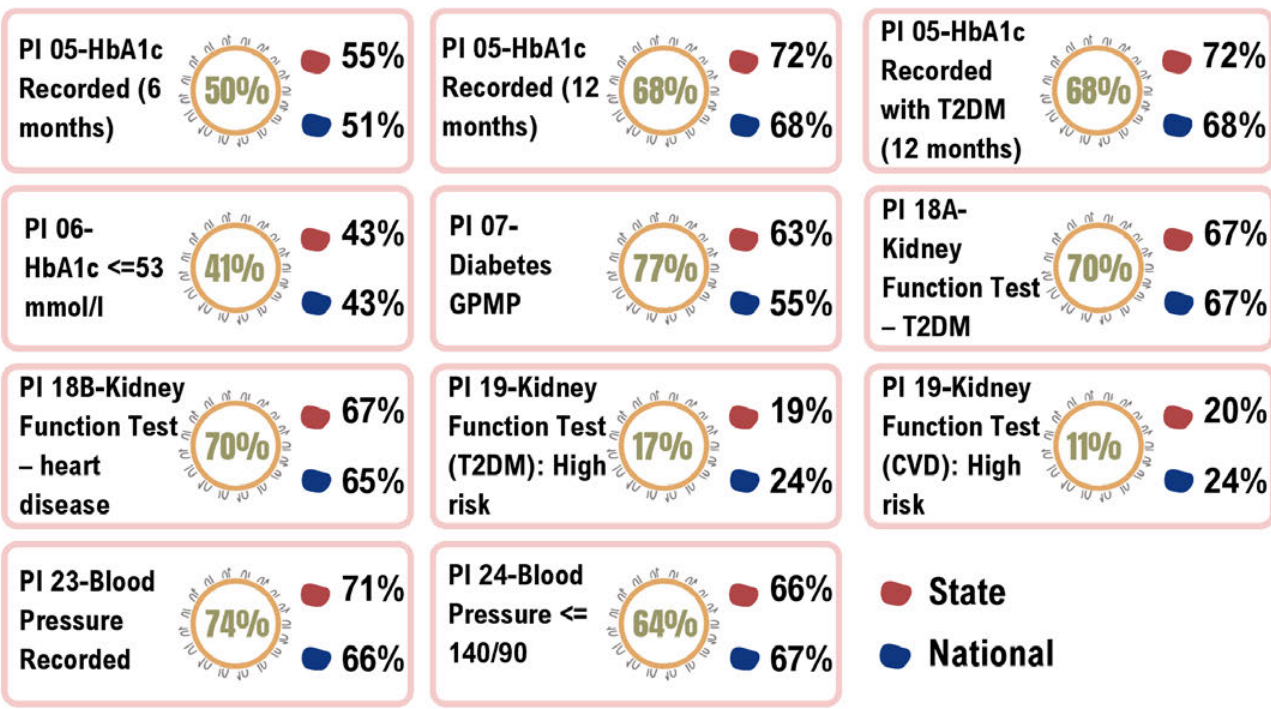 PI 05-HbA1c
Recorded (6
months)
50%
55%
51%
PI 05-HbA1c
Recorded (12
months)
68%
72%
68%
PI 05-HbA1c
Recorded
with T2DM
(12 months)
68%
72%
68%
PI 06-
HbA1c <=53
mmol/l
41%
43%
43%
PI 07-
Diabetes
GPMP
77%
63%
55%
PI 18A-
Kidney
Function Test
– T2DM
70%
67%
67%
PI 18B-Kidney
Function Test
– heart
disease
70%
67%
65%
PI 19-Kidney
Function Test
(T2DM): High
risk
17%
19%
24%
PI 19-Kidney
Function Test
(CVD): High
risk
11%
20%
24%
PI 23-Blood
Pressure
Recorded
74%
71%
66%
PI 24-Blood
Pressure <=
140/90
64%
66%
67%
State
National